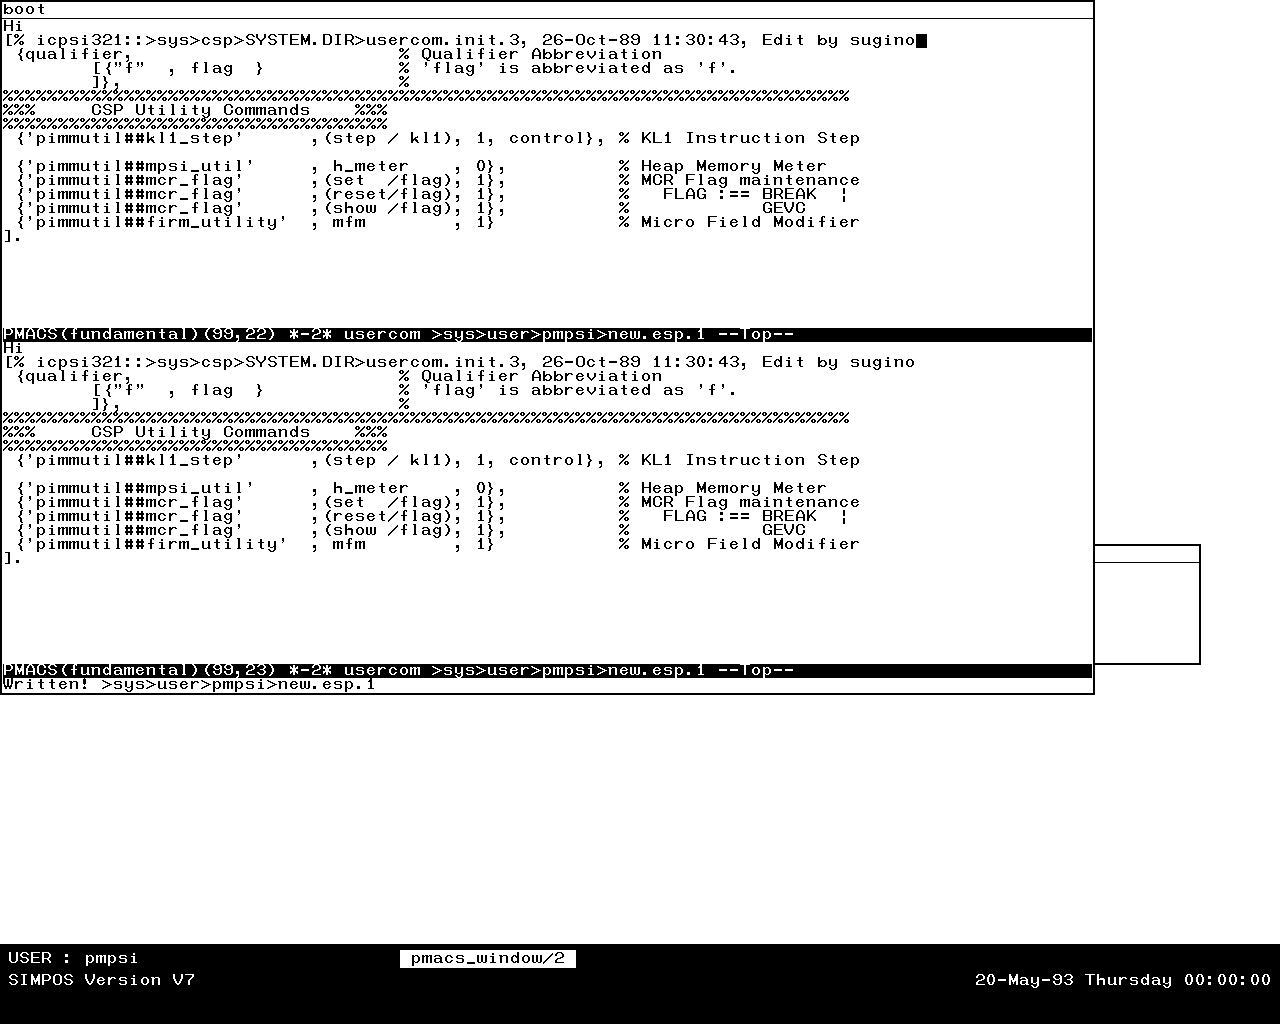 boot
Hi
[% icpsi321::>sys>csp>SYSTEM.DIR>usercom.init.3, 26-Oct-89 11:30:43, Edit by sugino
 {qualifier,                        % Qualifier Abbreviation
        [{"f"  , flag  }            % 'flag' is abbreviated as 'f'.
        ]},                         %
%%%%%%%%%%%%%%%%%%%%%%%%%%%%%%%%%%%%%%%%%%%%%%%%%%%%%%%%%%%%%%%%%%%%%%%%%%%%%%%
%%%     CSP Utility Commands    %%%
%%%%%%%%%%%%%%%%%%%%%%%%%%%%%%%%%%%
 {'pimmutil##kl1_step'      ,(step / kl1), 1, control}, % KL1 Instruction Step
 {'pimmutil##mpsi_util'     , h_meter    , 0},          % Heap Memory Meter
 {'pimmutil##mcr_flag'      ,(set  /flag), 1},          % MCR Flag maintenance
 {'pimmutil##mcr_flag'      ,(reset/flag), 1},          %   FLAG :== BREAK  ¦
 {'pimmutil##mcr_flag'      ,(show /flag), 1},          %            GEVC
 {'pimmutil##firm_utility'  , mfm        , 1}           % Micro Field Modifier
].
PMACS(fundamental)(99,22) *-2* usercom >sys>user>pmpsi>new.esp.1 --Top--
Hi
[% icpsi321::>sys>csp>SYSTEM.DIR>usercom.init.3, 26-Oct-89 11:30:43, Edit by sugino
 {qualifier,                        % Qualifier Abbreviation
        [{"f"  , flag  }            % 'flag' is abbreviated as 'f'.
        ]},                         %
%%%%%%%%%%%%%%%%%%%%%%%%%%%%%%%%%%%%%%%%%%%%%%%%%%%%%%%%%%%%%%%%%%%%%%%%%%%%%%%
%%%     CSP Utility Commands    %%%
%%%%%%%%%%%%%%%%%%%%%%%%%%%%%%%%%%%
 {'pimmutil##kl1_step'      ,(step / kl1), 1, control}, % KL1 Instruction Step
 {'pimmutil##mpsi_util'     , h_meter    , 0},          % Heap Memory Meter
 {'pimmutil##mcr_flag'      ,(set  /flag), 1},          % MCR Flag maintenance
 {'pimmutil##mcr_flag'      ,(reset/flag), 1},          %   FLAG :== BREAK  ¦
 {'pimmutil##mcr_flag'      ,(show /flag), 1},          %            GEVC
 {'pimmutil##firm_utility'  , mfm        , 1}           % Micro Field Modifier
].
PMACS(fundamental)(99,23) *-2* usercom >sys>user>pmpsi>new.esp.1 --Top--
Written! >sys>user>pmpsi>new.esp.1
USER : pmpsi
pmacs_window/2
SIMPOS Version V7
20-May-93 Thursday 00:00:00